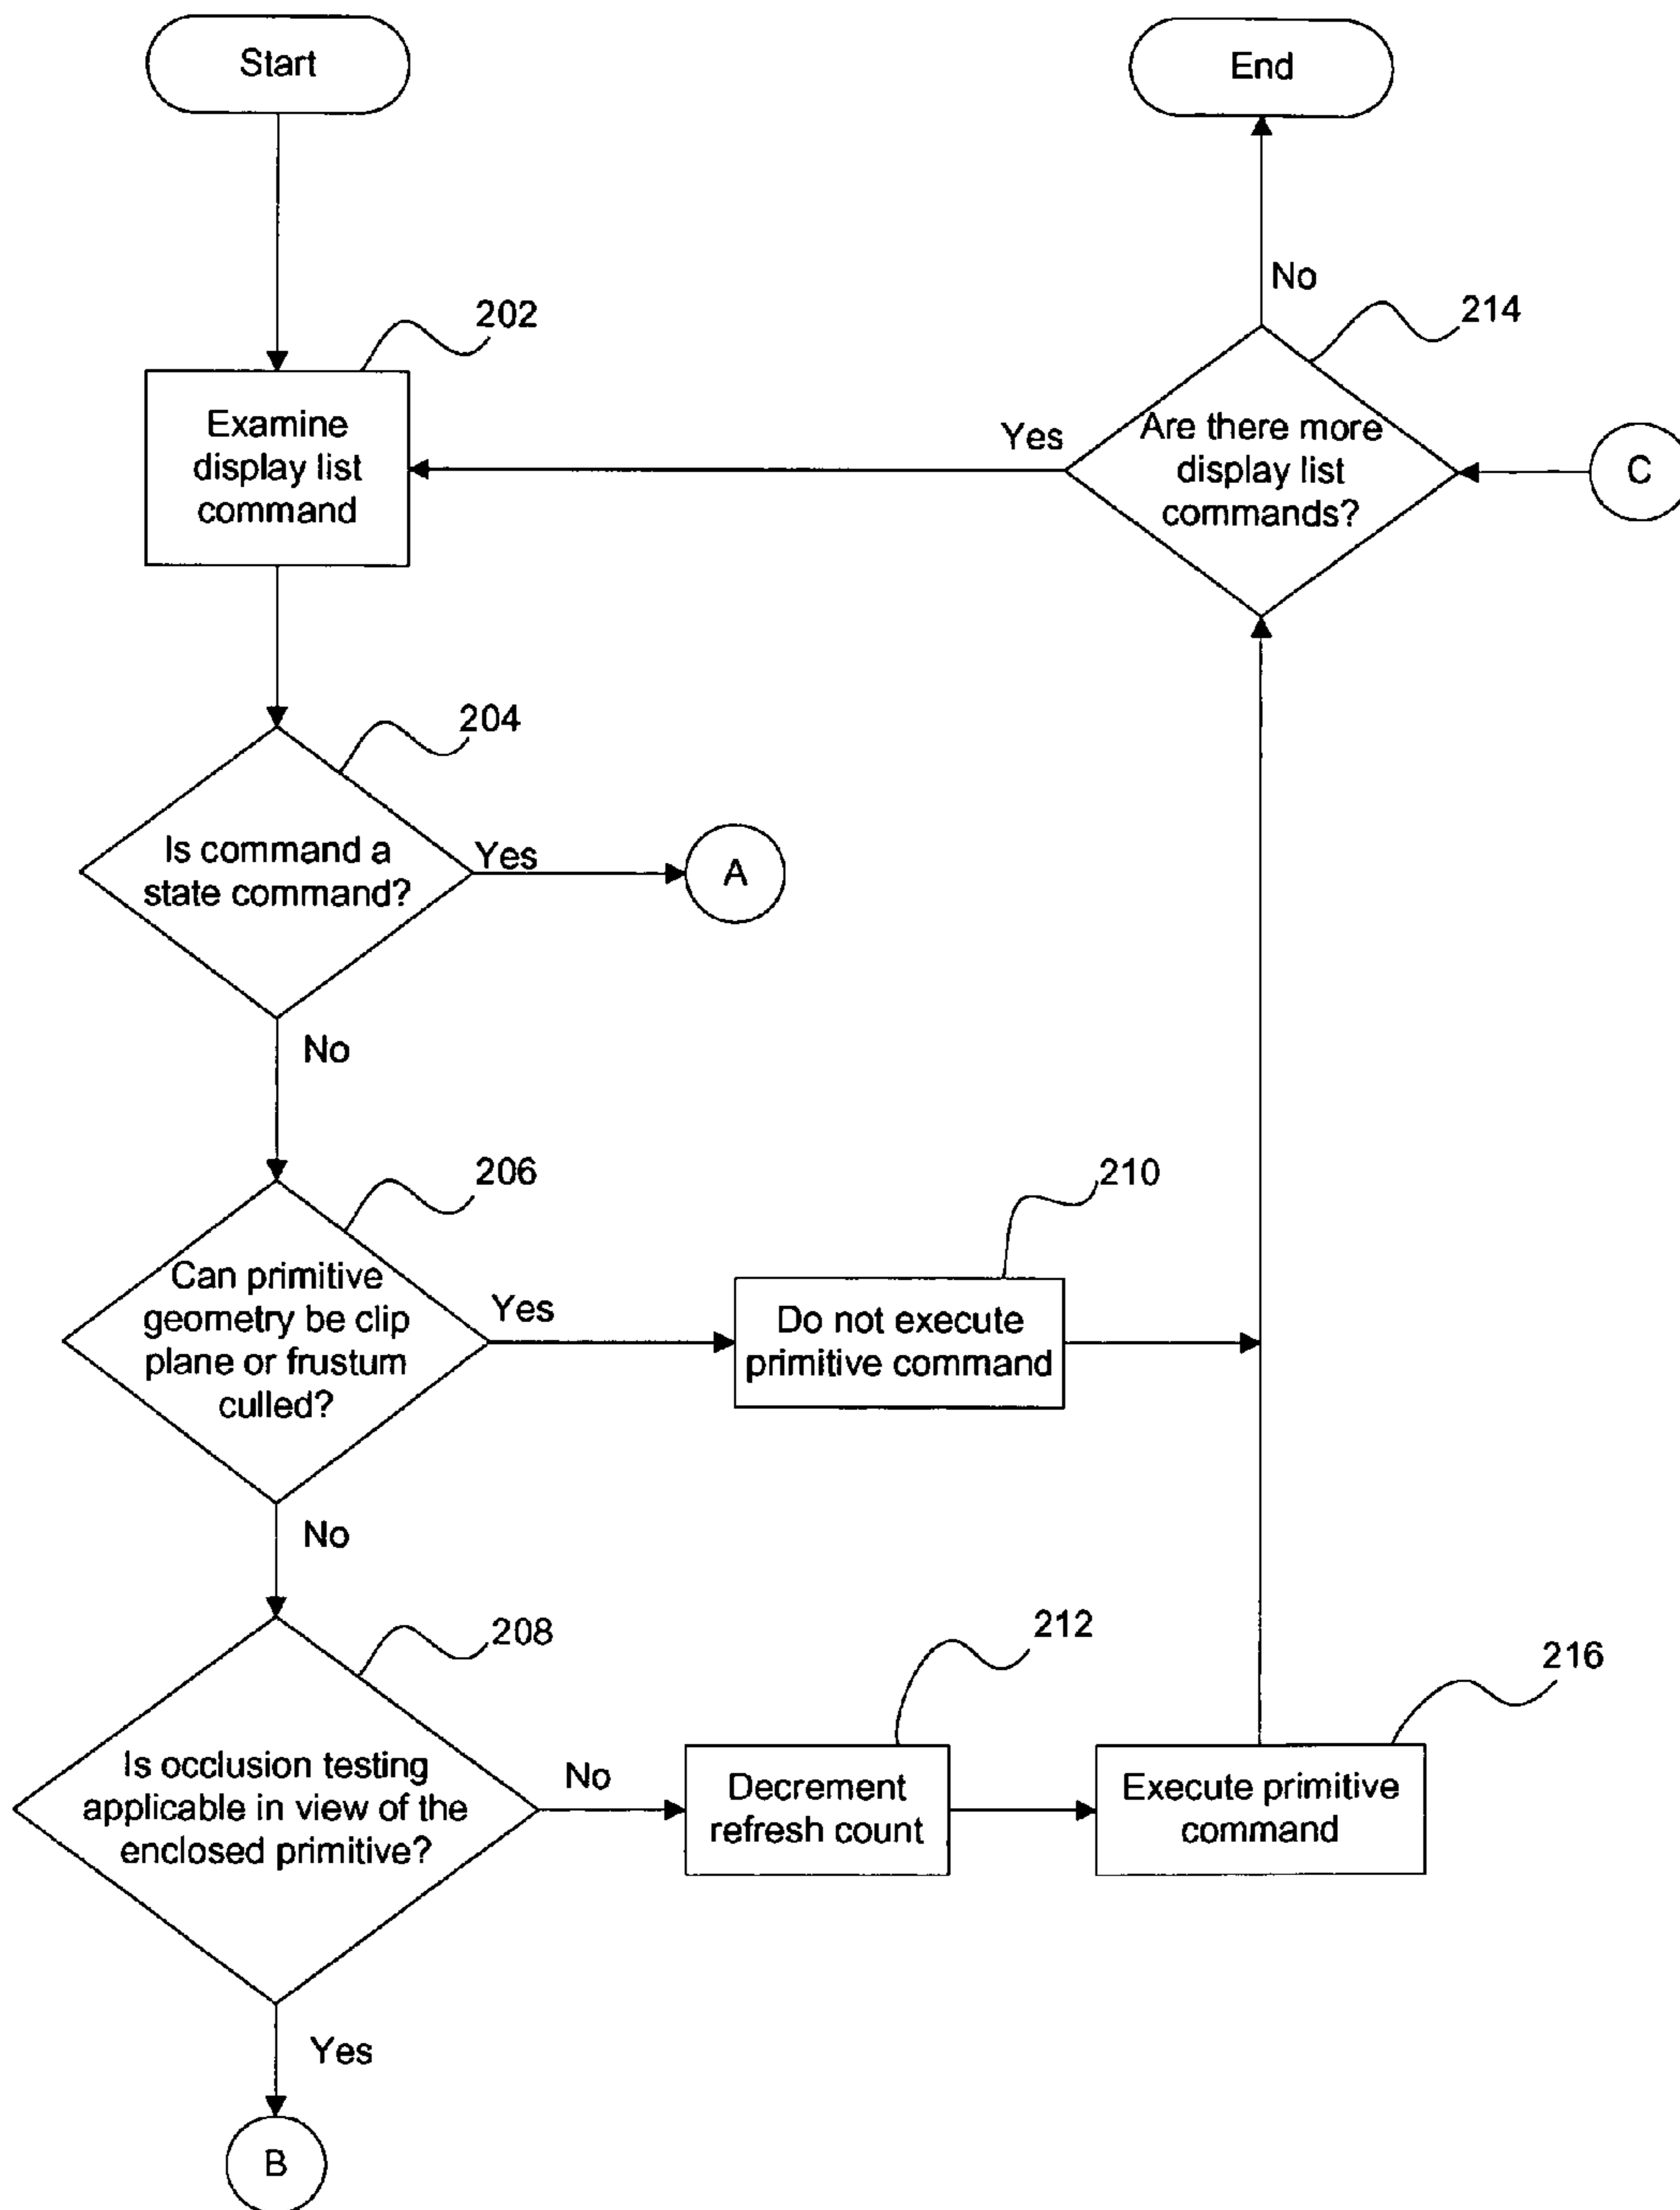 Start
End
No
202
214
Examine
display list
command
Yes
Are there more
display list
commands?
C
204
Is command a
state command?
Yes
A
No
206
210
Can primitive
geometry be clip
plane or frustum
culled?
Yes
Do not execute
primitive command
No
208
212
216
Is occlusion testing
applicable in view of the
enclosed primitive?
No
Decrement
refresh count
Execute primitive
command
Yes
B